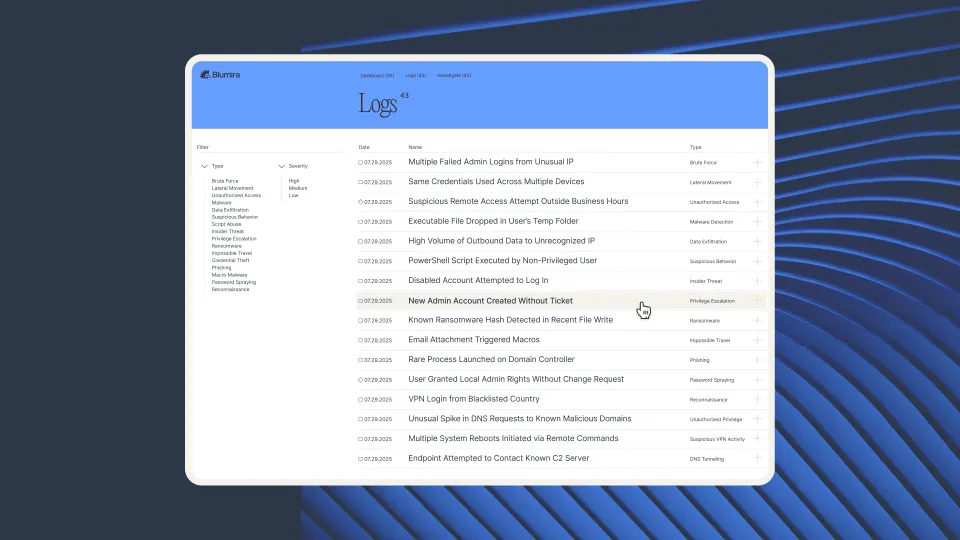 Blumira
Dashboard (36) Logs (43) Investigate (43)
Logs 43
Filter
Type
Brute Force
Lateral Movement
Unauthorized Access
Malware
Data Exfiltration
Suspicious Behavior
Script Abuse
Insider Threat
Privilege Escalation
Ransomware
Impossible Travel
Credential Theft
Phishing
Macro Malware
Password Spraying
Reconnaissance
Severity
High
Medium
Low
Date Name Type
07.29.2025 Multiple Failed Admin Logins from Unusual IP Brute Force
07.29.2025 Same Credentials Used Across Multiple Devices Lateral Movement
07.29.2025 Suspicious Remote Access Attempt Outside Business Hours Unauthorized Access
07.29.2025 Executable File Dropped in User's Temp Folder Malware Detection
07.29.2025 High Volume of Outbound Data to Unrecognized IP Data Exfiltration
07.29.2025 PowerShell Script Executed by Non-Privileged User Suspicious Behavior
07.29.2025 Disabled Account Attempted to Log In Insider Threat
07.29.2025 New Admin Account Created Without Ticket Privilege Escalation
07.29.2025 Known Ransomware Hash Detected in Recent File Write Ransomware
07.29.2025 Email Attachment Triggered Macros Impossible Travel
07.29.2025 Rare Process Launched on Domain Controller Phishing
07.29.2025 User Granted Local Admin Rights Without Change Request Password Spraying
07.29.2025 VPN Login from Blacklisted Country Reconnaissance
07.29.2025 Unusual Spike in DNS Requests to Known Malicious Domains Unauthorized Privilege
07.29.2025 Multiple System Reboots Initiated via Remote Commands Suspicious VPN Activity
07.29.2025 Endpoint Attempted to Contact Known C2 Server DNS Tunneling